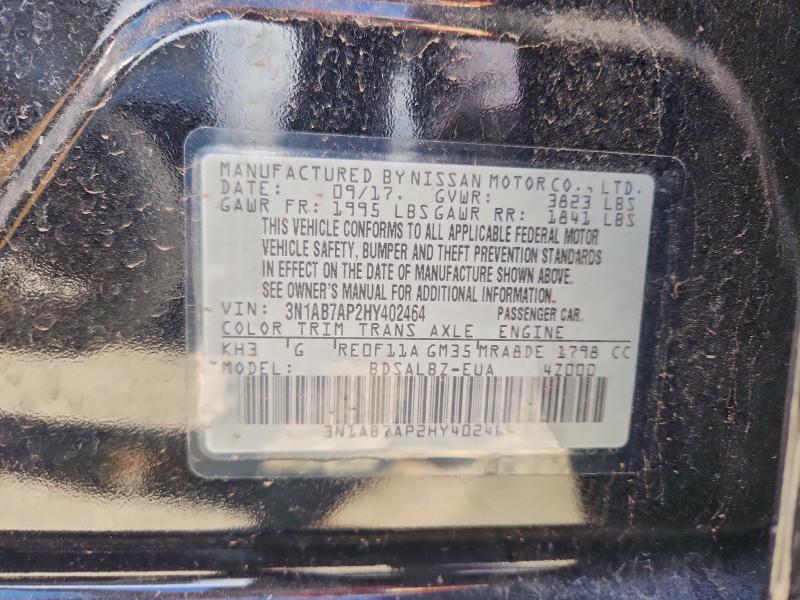 MANUFACTURED BY NISSAN MOTOR CO., LTD.
DATE: 09/17. GVWR: 3823 LBS
GAWR FR: 1995 LBS GAWR RR: 1841 LBS
THIS VEHICLE CONFORMS TO ALL APPLICABLE FEDERAL MOTOR
VEHICLE SAFETY, BUMPER AND THEFT PREVENTION STANDARDS
IN EFFECT ON THE DATE OF MANUFACTURE SHOWN ABOVE.
SEE OWNER'S MANUAL FOR ADDITIONAL INFORMATION.
VIN: 3N1AB7AP2HY402464 PASSENGER CAR.
COLOR TRIM TRANS AXLE ENGINE
KH3 G RE0F11A GM35 MRA8DE 1798 CC
MODEL: BDSALBZ-EUA 4Z000
3N1AB7AP2HY402464